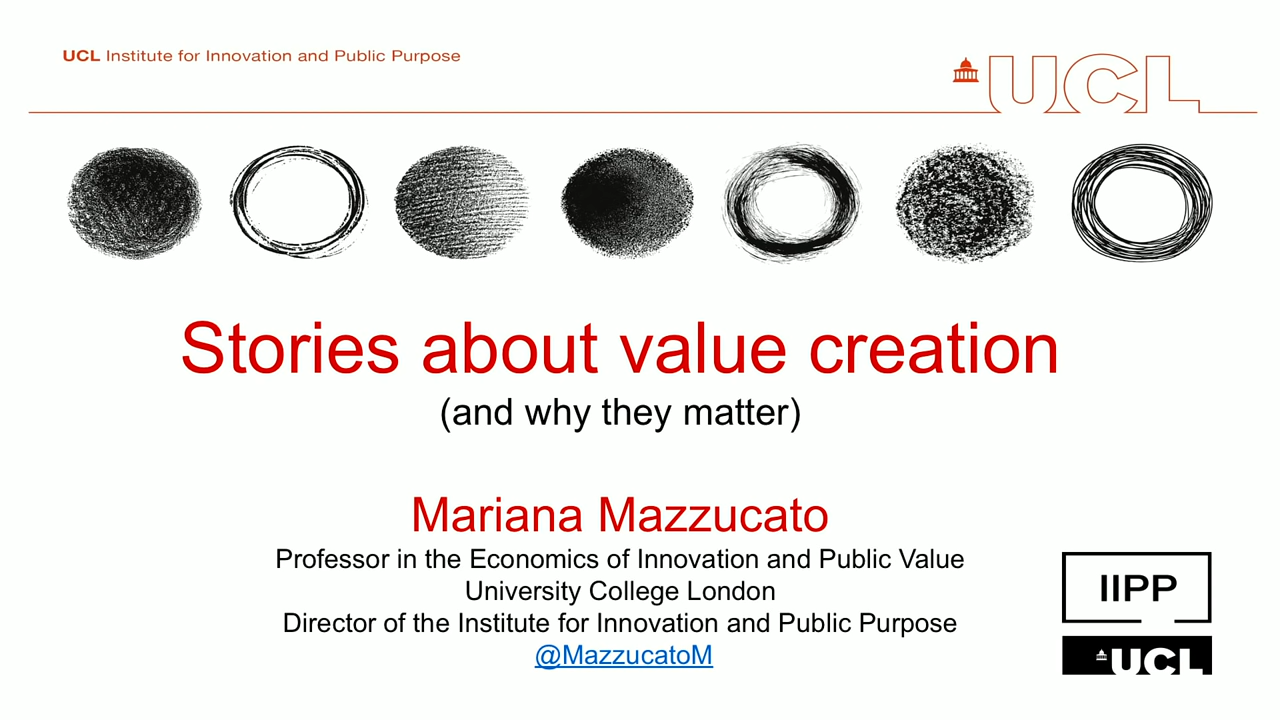 UCL Institute for Innovation and Public Purpose
UCL
Stories about value creation
(and why they matter)
Mariana Mazzucato
Professor in the Economics of Innovation and Public Value
University College London
Director of the Institute for Innovation and Public Purpose
@MazzucatoM
IIPP
UCL